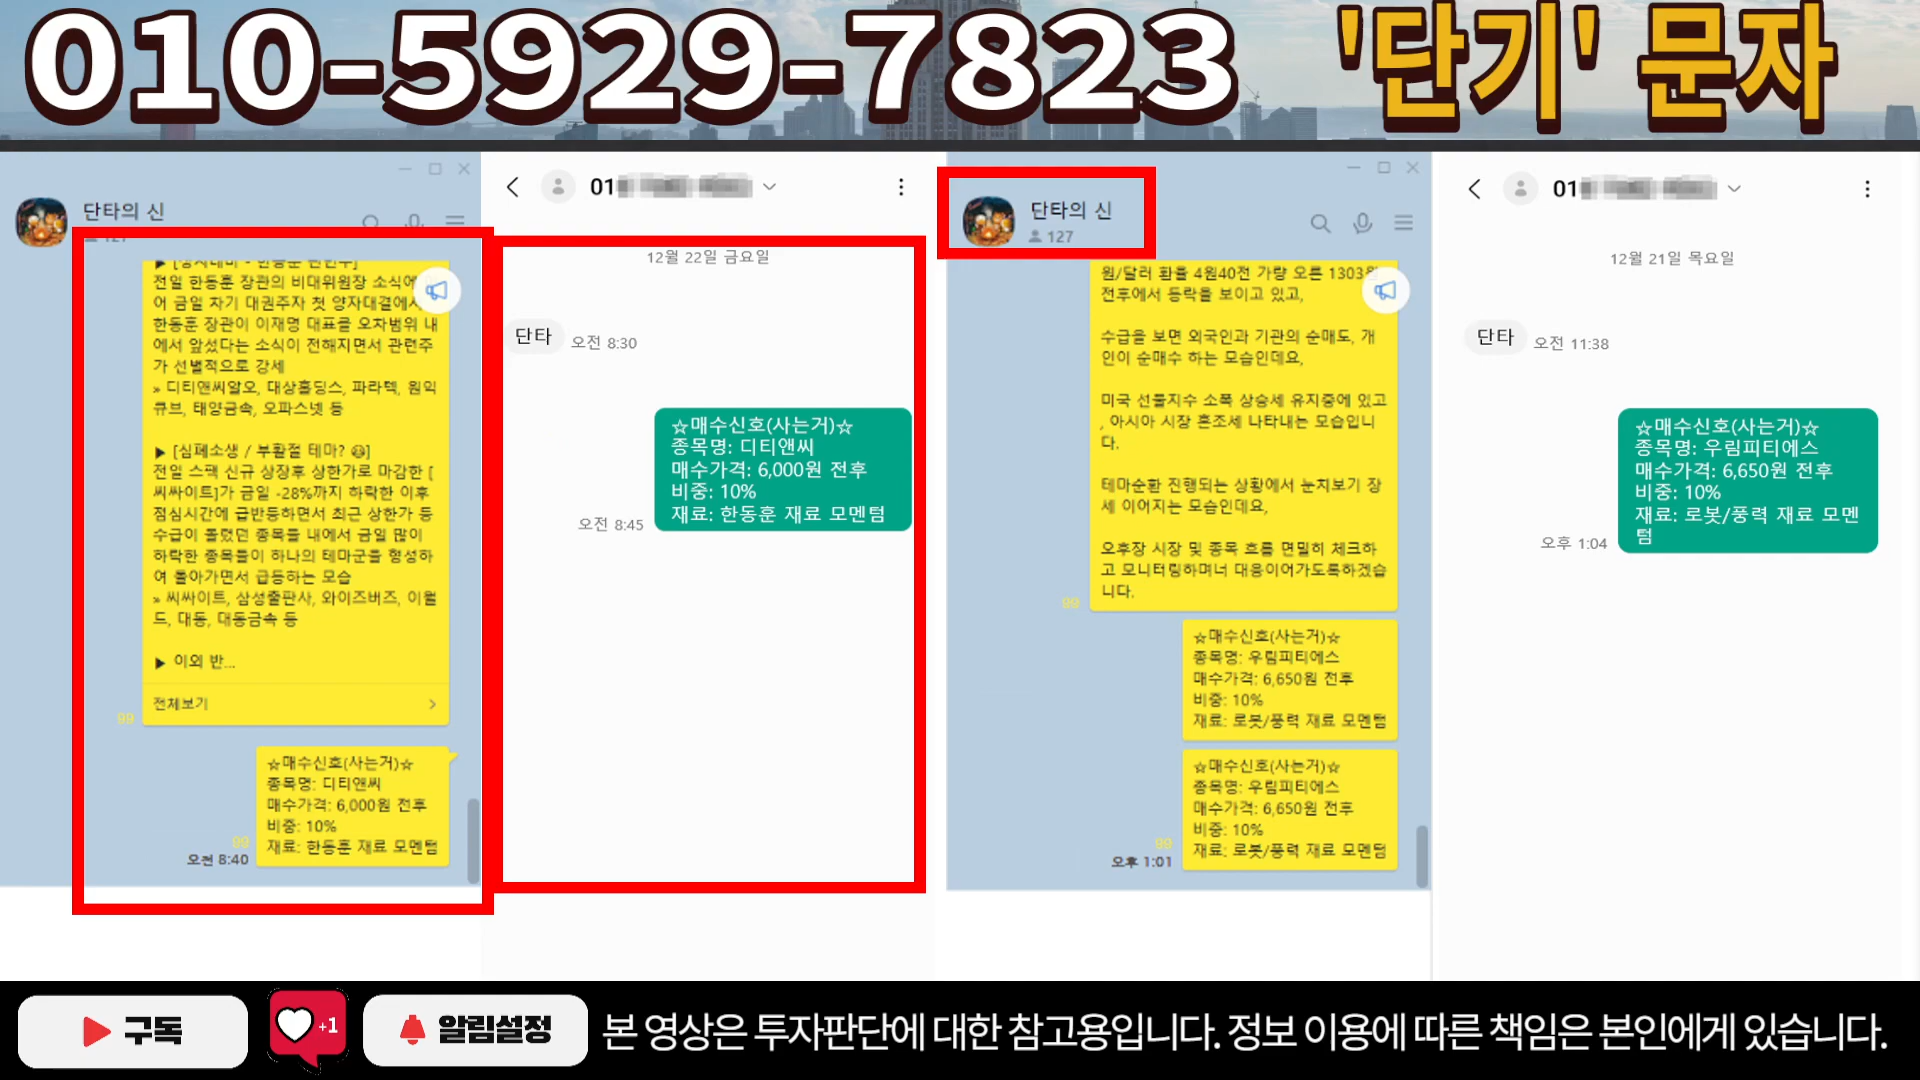 010-5929-7823 '단기' 문자
단타의 신
127
전일 한동훈 장관의 비대위원장 소식에
어 금일 차기 대권주자 첫 양자대결에서
한동훈 장관이 이재명 대표를 오차범위 내
에서 앞섰다는 소식이 전해지면서 관련주
가 선별적으로 강세
» 디티앤씨알오, 대상홀딩스, 파라텍, 원익
큐브, 태양금속, 오파스넷 등
▶ [심폐소생 / 부활절 테마? 😆]
전일 스팩 신규 상장후 상한가로 마감한 [
씨싸이트]가 금일 -28%까지 하락한 이후
점심시간에 급반등하면서 최근 상한가 등
수급이 몰렸던 종목들 내에서 금일 많이
하락한 종목들이 하나의 테마군을 형성하
여 돌아가면서 급등하는 모습
» 씨싸이트, 삼성출판사, 와이즈버즈, 이월
드, 대동, 대동금속 등
▶ 이외 반...
전체보기
99
☆매수신호(사는거)☆
종목명: 디티앤씨
매수가격: 6,000원 전후
비중: 10%
재료: 한동훈 재료 모멘텀
99
오전 8:40
01
12월 22일 금요일
단타 오전 8:30
☆매수신호(사는거)☆
종목명: 디티앤씨
매수가격: 6,000원 전후
비중: 10%
재료: 한동훈 재료 모멘텀
오전 8:45
단타의 신
127
원/달러 환율 4원40전 가량 오른 1303원
전후에서 등락을 보이고 있고,
수급을 보면 외국인과 기관의 순매도, 개
인이 순매수 하는 모습인데요,
미국 선물지수 소폭 상승세 유지중에 있고
, 아시아 시장 혼조세 나타내는 모습입니
다.
테마순환 진행되는 상황에서 눈치보기 장
세 이어지는 모습인데요,
오후장 시장 및 종목 흐름 면밀히 체크하
고 모니터링하며너 대응이어가도록하겠습
니다.
99
☆매수신호(사는거)☆
종목명: 우림피티에스
매수가격: 6,650원 전후
비중: 10%
재료: 로봇/풍력 재료 모멘텀
☆매수신호(사는거)☆
종목명: 우림피티에스
매수가격: 6,650원 전후
비중: 10%
재료: 로봇/풍력 재료 모멘텀
99
오후 1:01
01
12월 21일 목요일
단타 오전 11:38
☆매수신호(사는거)☆
종목명: 우림피티에스
매수가격: 6,650원 전후
비중: 10%
재료: 로봇/풍력 재료 모멘
텀
오후 1:04
구독 +1 알림설정 본 영상은 투자판단에 대한 참고용입니다. 정보 이용에 따른 책임은 본인에게 있습니다.